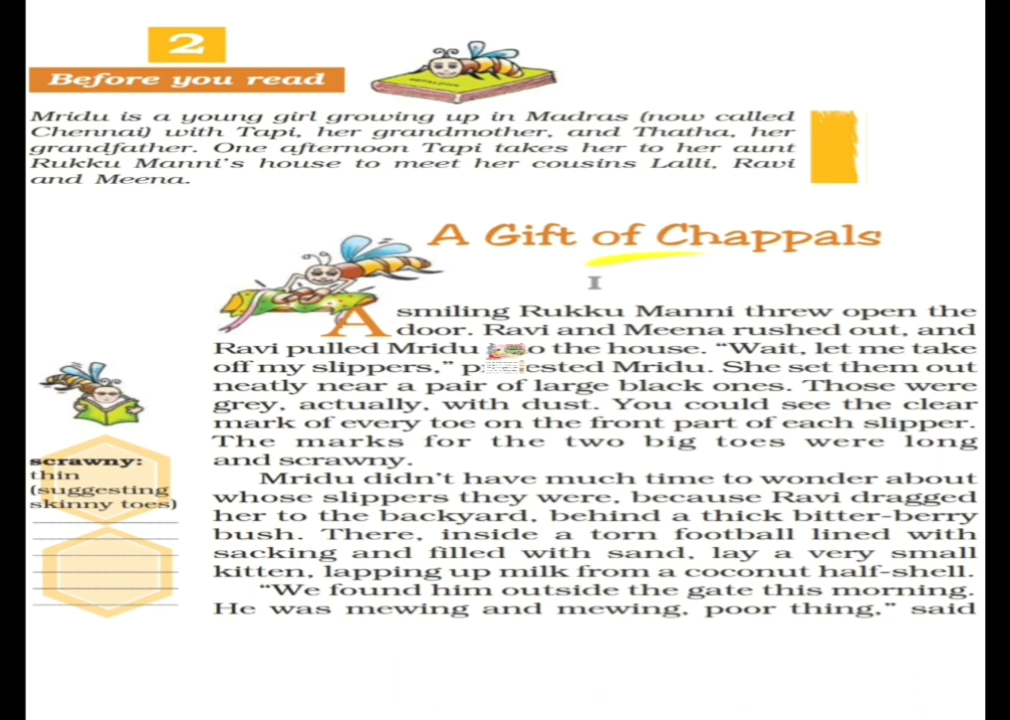 2
Before you read
Mridu is a young girl growing up in Madras (now called
Chennai) with Tapi, her grandmother, and Thatha, her
grandfather. One afternoon Tapi takes her to her aunt
Rukku Manni's house to meet her cousins Lalli, Ravi
and Meena.
A Gift of Chappals
I
A smiling Rukku Manni threw open the
door. Ravi and Meena rushed out, and
Ravi pulled Mridu o the house. “Wait, let me take
off my slippers,” p ested Mridu. She set them out
neatly near a pair of large black ones. Those were
grey, actually, with dust. You could see the clear
mark of every toe on the front part of each slipper.
The marks for the two big toes were long
and scrawny.
scrawny:
thin
(suggesting
skinny toes)
Mridu didn't have much time to wonder about
whose slippers they were, because Ravi dragged
her to the backyard, behind a thick bitter-berry
bush. There, inside a torn football lined with
sacking and filled with sand, lay a very small
kitten, lapping up milk from a coconut half-shell.
“We found him outside the gate this morning.
He was mewing and mewing, poor thing,” said